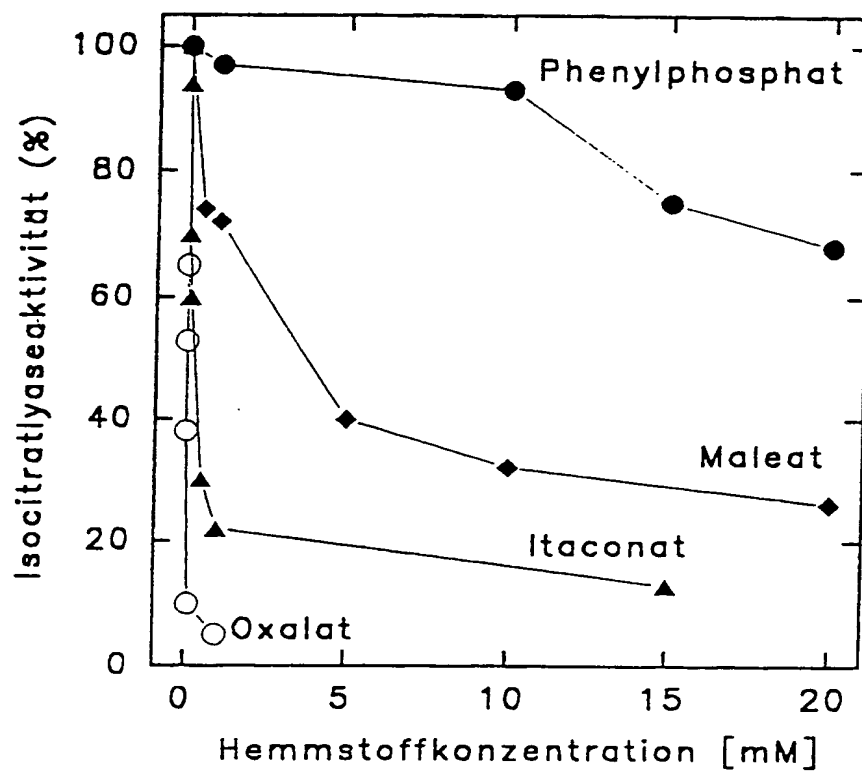 100
80
60
40
20
0
Isocitratlyaseaktivität (%)
Phenylphosphat
Maleat
Itaconat
Oxalat
0 5 10 15 20
Hemmstoffkonzentration [mM]